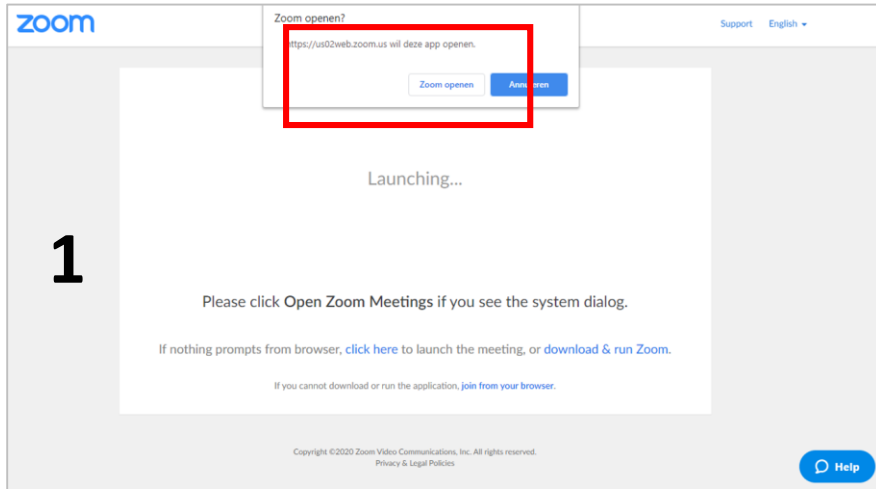 zoom
Zoom openen?
https://us02web.zoom.us wil deze app openen.
Support English
Zoom openen Annuleren
Launching...
1
Please click Open Zoom Meetings if you see the system dialog.
If nothing prompts from browser, click here to launch the meeting, or download & run Zoom.
If you cannot download or run the application, join from your browser.
Copyright ©2020 Zoom Video Communications, Inc. All rights reserved.
Privacy & Legal Policies
Help